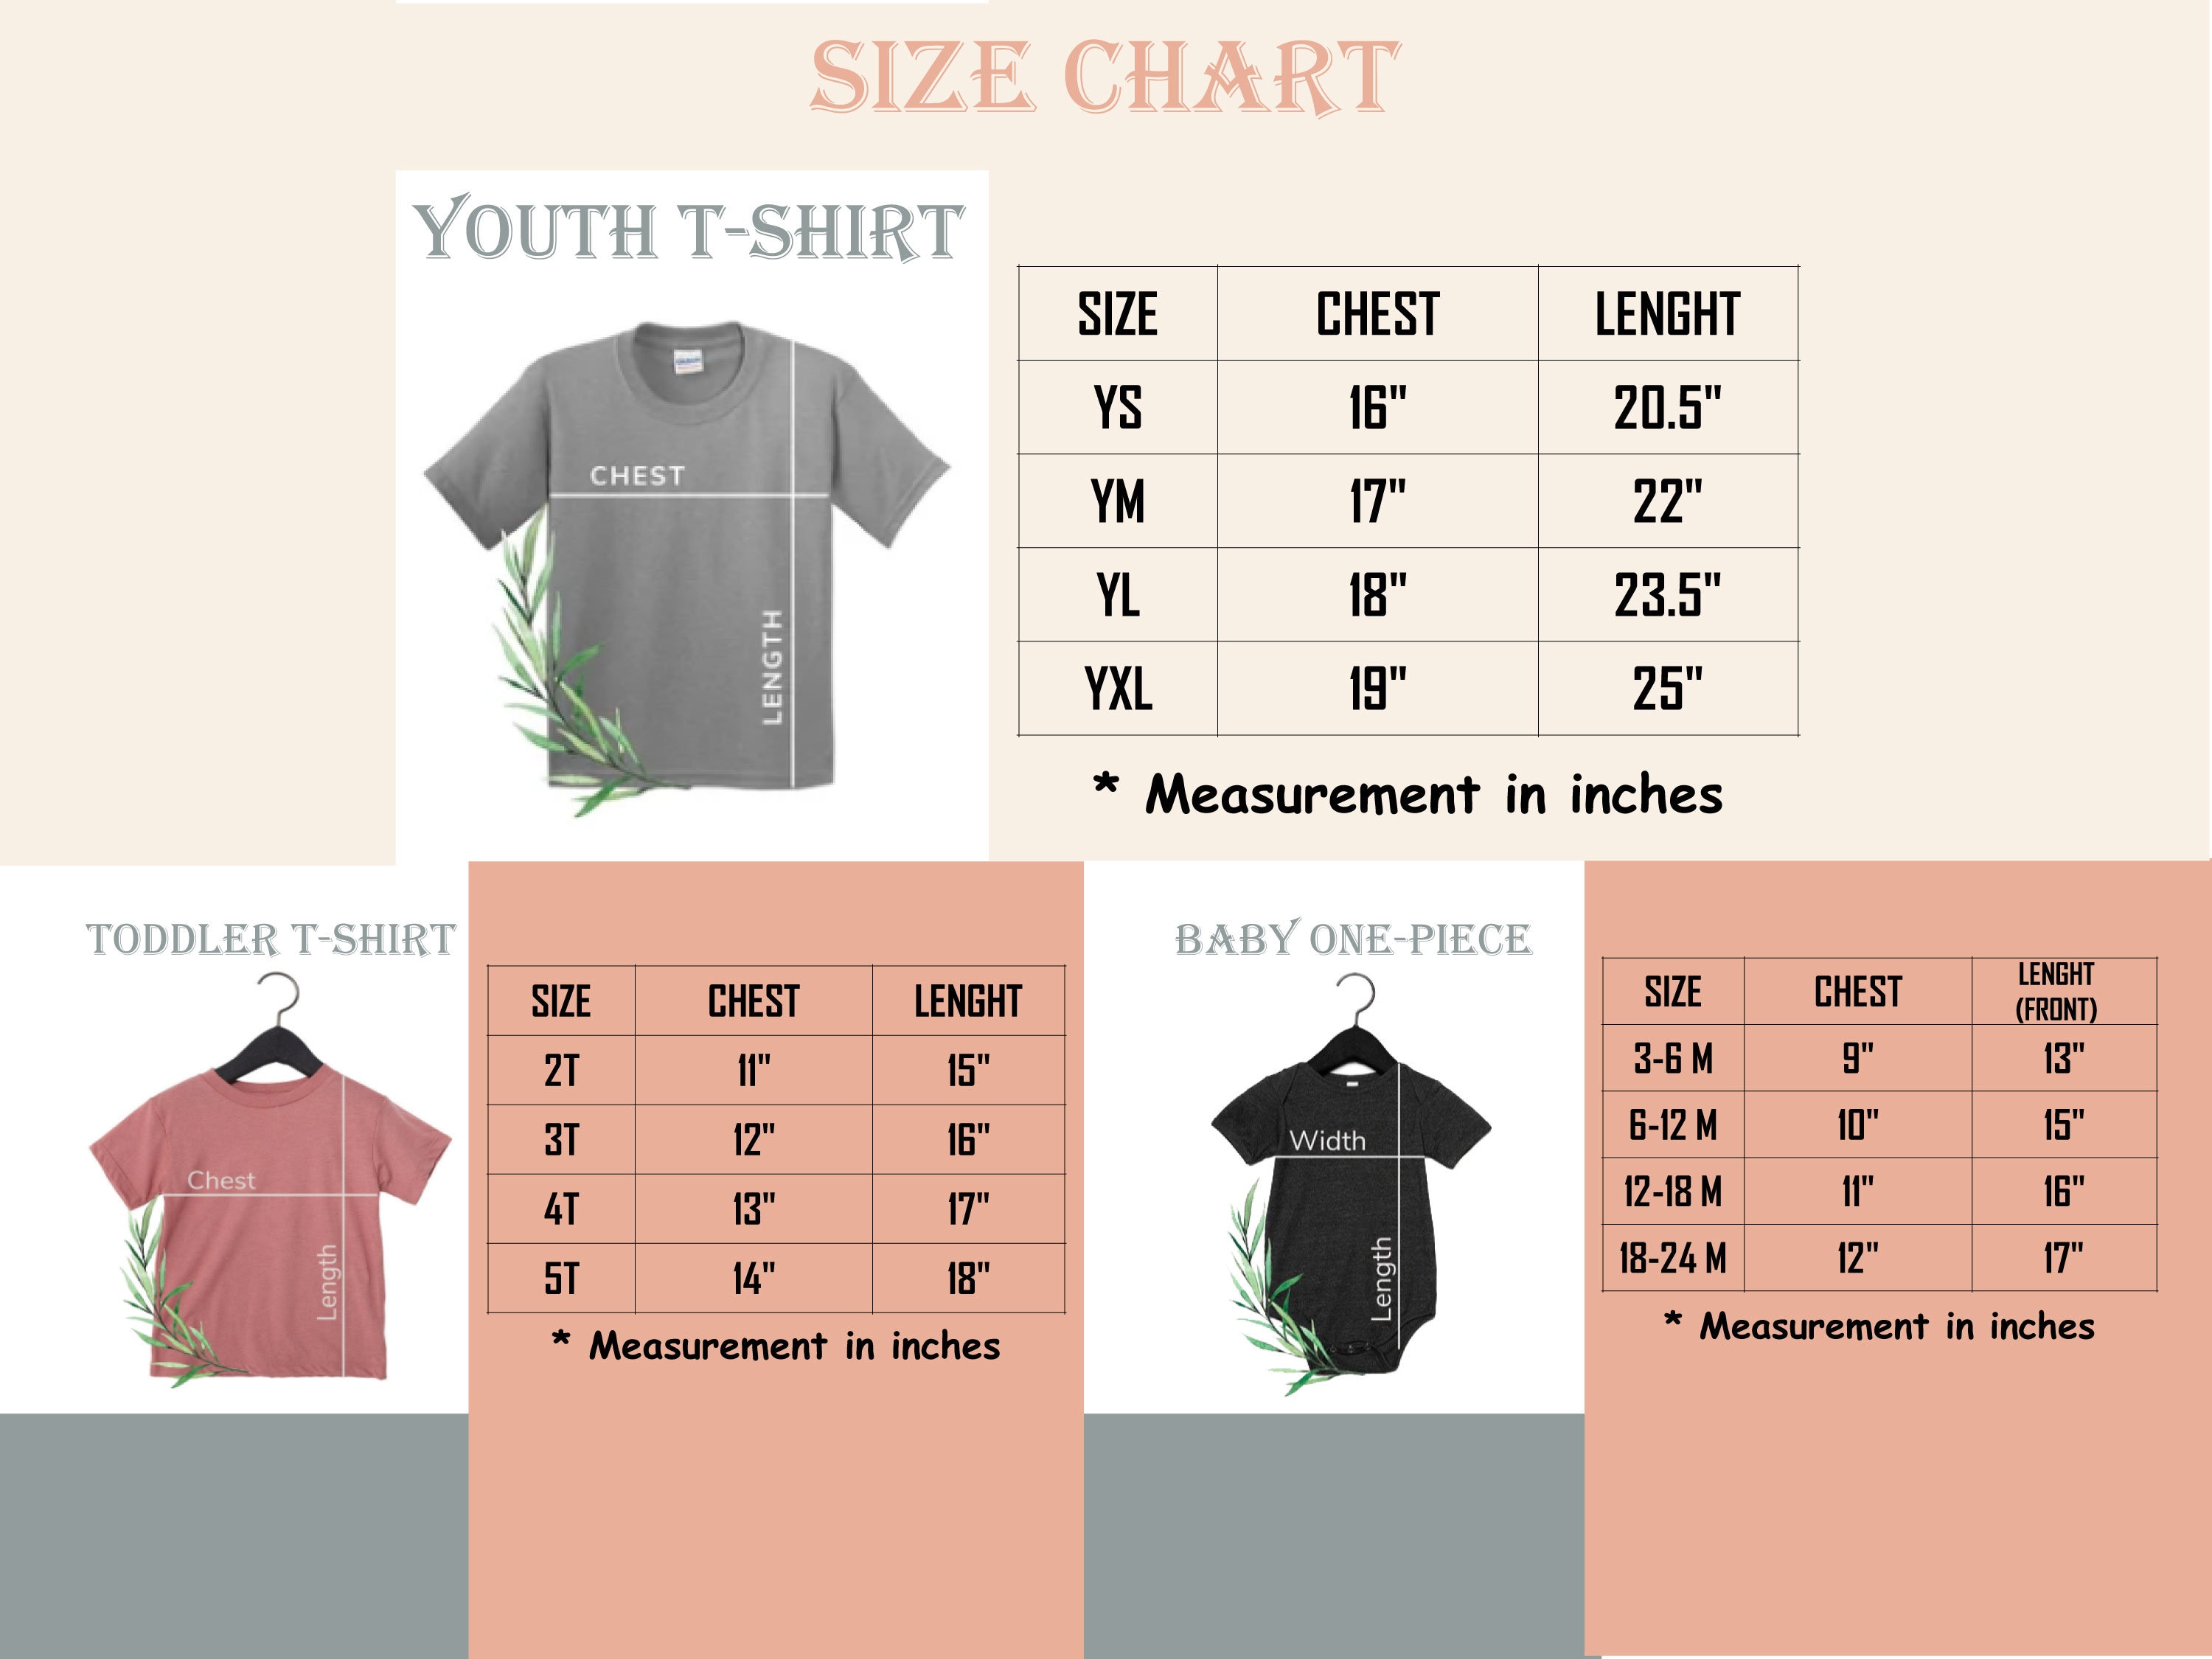 SIZE CHART
YOUTH T-SHIRT
CHEST
LENGTH
SIZE CHEST LENGHT
YS 16" 20.5"
YM 17" 22"
YL 18" 23.5"
YXL 19" 25"
* Measurement in inches
TODDLER T-SHIRT
Chest
Length
SIZE CHEST LENGHT
2T 11" 15"
3T 12" 16"
4T 13" 17"
5T 14" 18"
* Measurement in inches
BABY ONE-PIECE
Width
Length
SIZE CHEST LENGHT
(FRONT)
3-6 M 9" 13"
6-12 M 10" 15"
12-18 M 11" 16"
18-24 M 12" 17"
* Measurement in inches